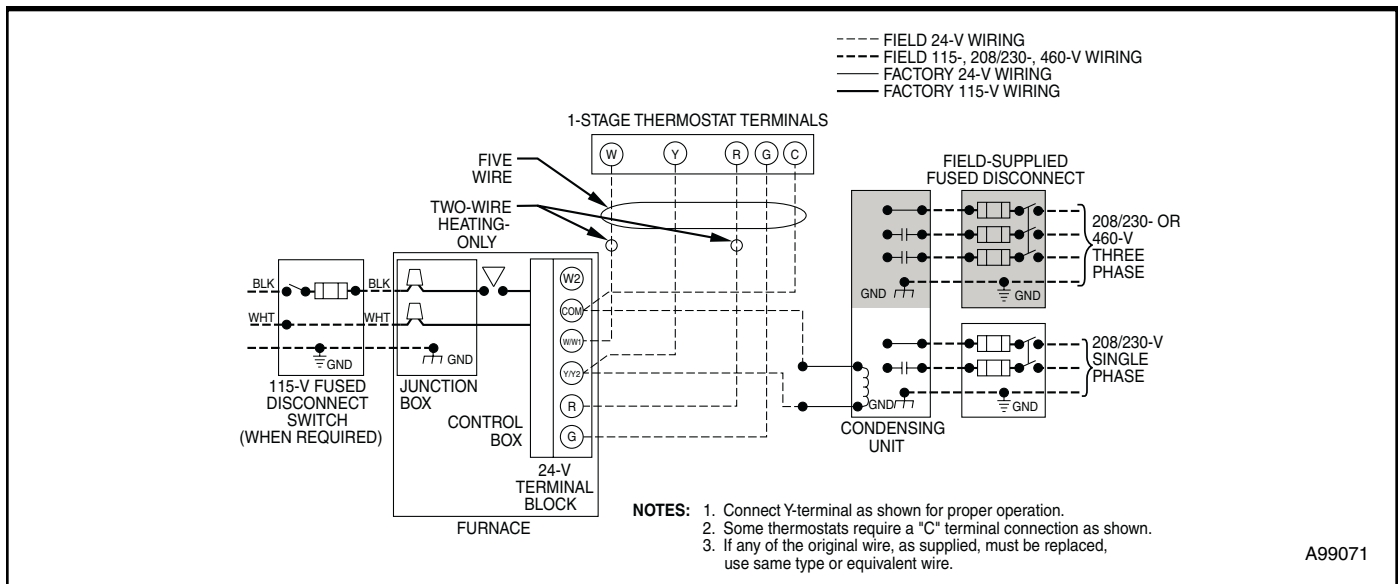 FIELD 24-V WIRING
FIELD 115-, 208/230-, 460-V WIRING
FACTORY 24-V WIRING
FACTORY 115-V WIRING
1-STAGE THERMOSTAT TERMINALS
W
Y
R
G
C
FIVE
WIRE
TWO-WIRE
HEATING-
ONLY
FIELD-SUPPLIED
FUSED DISCONNECT
208/230- OR
460-V
THREE
PHASE
GND
GND
BLK
BLK
WHT
WHT
GND
GND
W2
COM
W/W1
Y/Y2
R
G
208/230-V
SINGLE
PHASE
GND
GND
115-V FUSED
DISCONNECT
SWITCH
(WHEN REQUIRED)
JUNCTION
BOX
CONTROL
BOX
24-V
TERMINAL
BLOCK
FURNACE
CONDENSING
UNIT
NOTES: 1. Connect Y-terminal as shown for proper operation.
2. Some thermostats require a "C" terminal connection as shown.
3. If any of the original wire, as supplied, must be replaced,
use same type or equivalent wire.
A99071